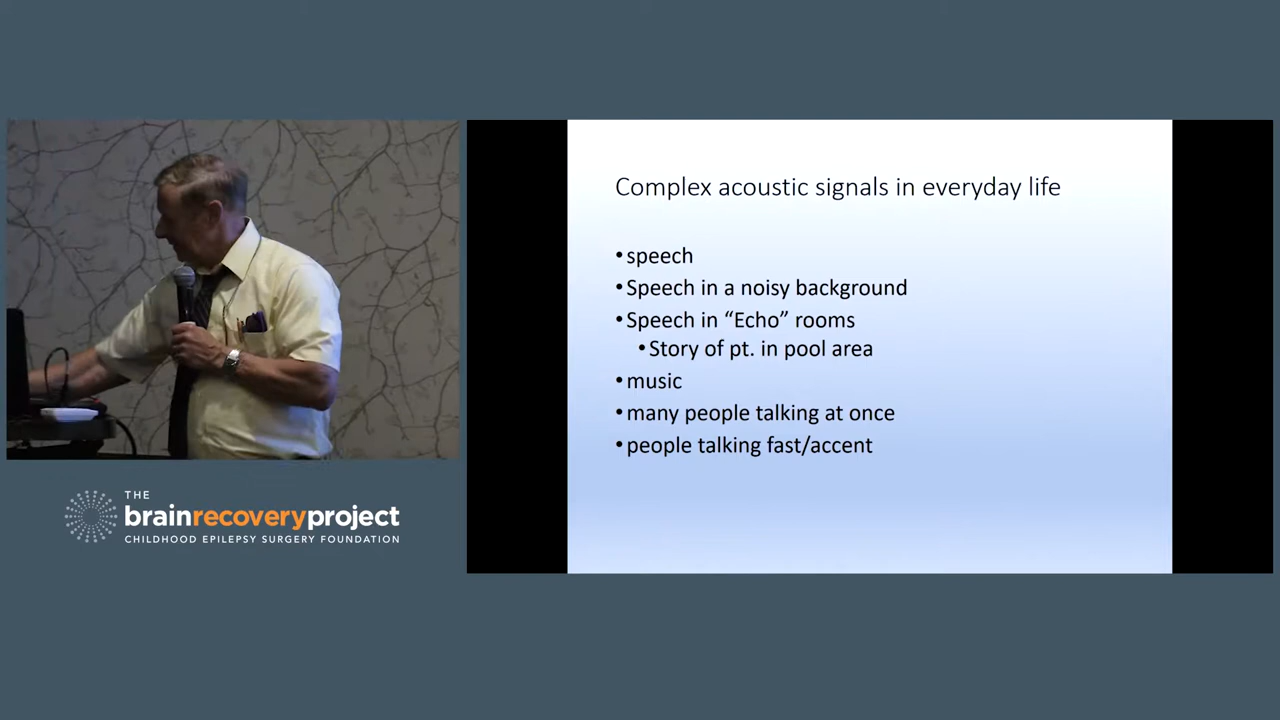 Complex acoustic signals in everyday life
•speech
•Speech in a noisy background
•Speech in “Echo” rooms
•Story of pt. in pool area
•music
•many people talking at once
•people talking fast/accent
THE
brainrecoveryproject
CHILDHOOD EPILEPSY SURGERY FOUNDATION